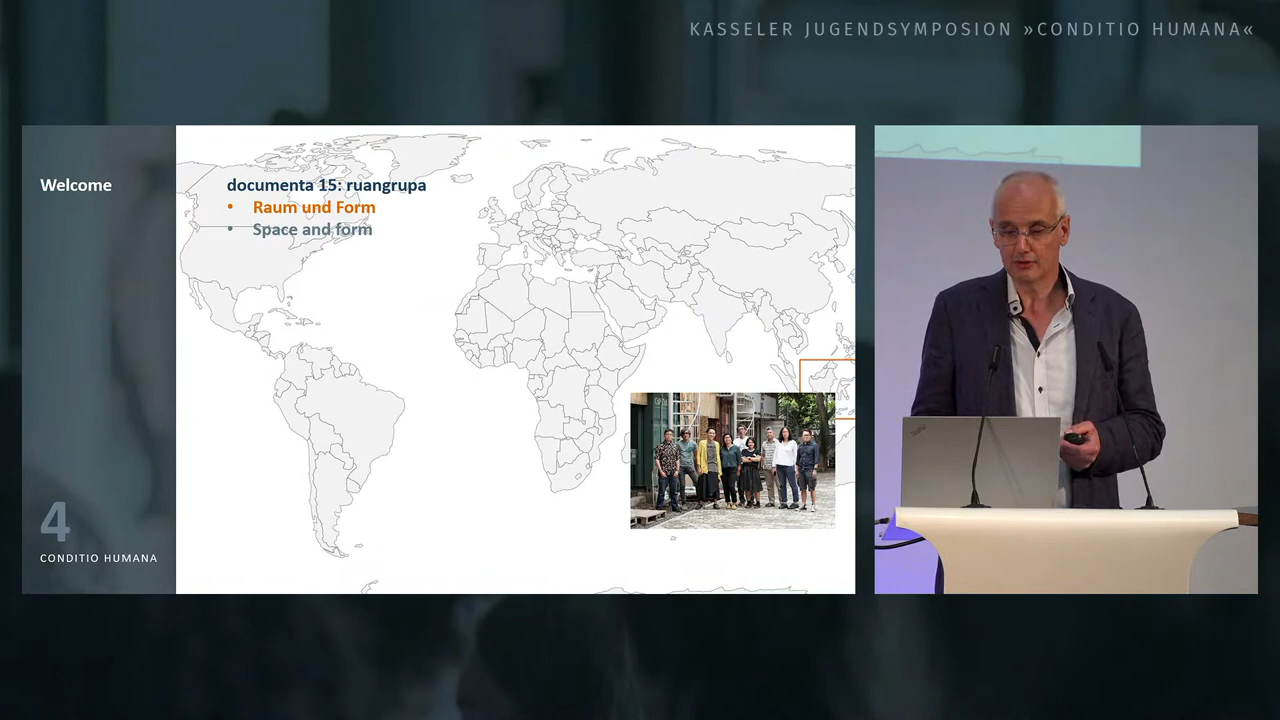 KASSELER JUGENDSYMPOSION »CONDITIO HUMANA«
Welcome
documenta 15: ruangrupa
• Raum und Form
• Space and form
4
CONDITIO HUMANA